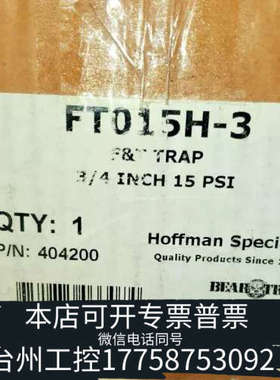 FT015H-3
F&T TRAP
3/4 INCH 15 PSI
QTY: 1
P/N: 404200
Hoffman Speci
Quality Products Since
BEAR TR
本店可开专票普票
微信电话同号
台州工控17758753092